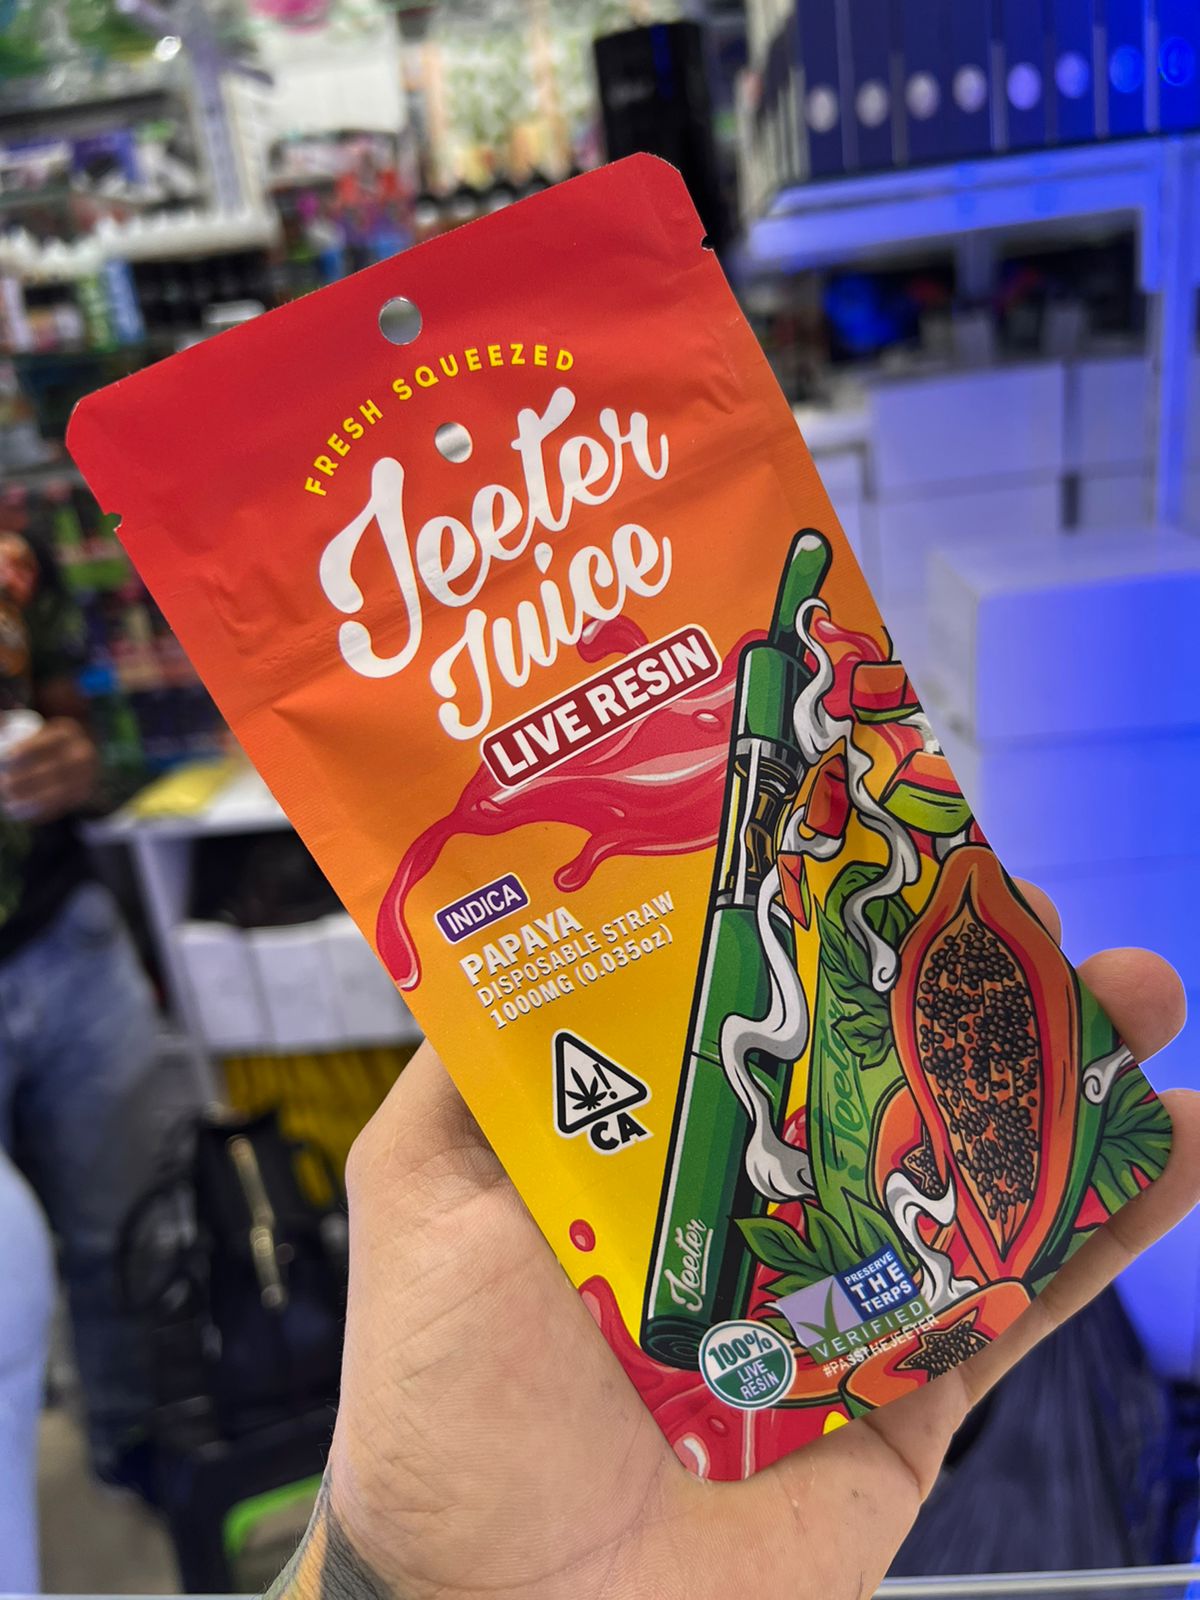 FRESH SQUEEZED
Jeeter
Juice
LIVE RESIN
INDICA
PAPAYA
DISPOSABLE STRAW
1000MG (0.035oz)
!
CA
Jeeter
Jeeter
PRESERVE
THE
TERPS
VERIFIED
#PASSTHEJEETER
100%
LIVE
RESIN